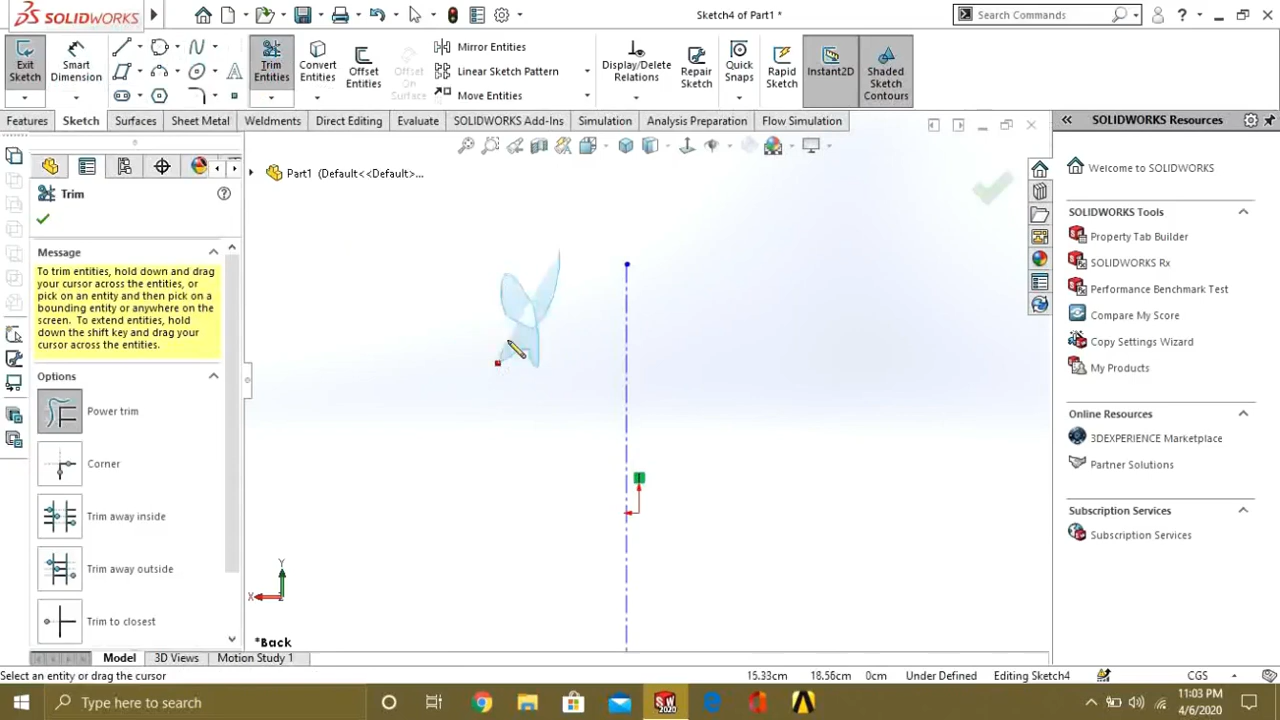 SOLIDWORKS
Sketch4 of Part1 *
Search Commands
?
Exit
Sketch
Smart
Dimension
Trim
Entities
Convert
Entities
Offset
Entities
Offset
On
Surface
Mirror Entities
Linear Sketch Pattern
Move Entities
Display/Delete
Relations
Repair
Sketch
Quick
Snaps
Rapid
Sketch
Instant2D
Shaded
Sketch
Contours
Features
Sketch
Surfaces
Sheet Metal
Weldments
Direct Editing
Evaluate
SOLIDWORKS Add-Ins
Simulation
Analysis Preparation
Flow Simulation
SOLIDWORKS Resources
Part1 (Default<<Default>...
Welcome to SOLIDWORKS
Trim
?
SOLIDWORKS Tools
Property Tab Builder
SOLIDWORKS Rx
Performance Benchmark Test
Compare My Score
Copy Settings Wizard
My Products
Message
To trim entities, hold down and drag
your cursor across the entities, or
pick on an entity and then pick on a
bounding entity or anywhere on the
screen. To extend entities, hold
down the shift key and drag your
cursor across the entities.
Options
Power trim
Corner
Trim away inside
Trim away outside
Trim to closest
Online Resources
3DEXPERIENCE Marketplace
Partner Solutions
Subscription Services
Subscription Services
Y
X
*Back
Model
3D Views
Motion Study 1
Select an entity or drag the cursor
15.33cm
18.56cm
0cm
Under Defined
Editing Sketch4
CGS
Type here to search
SW
2020
11:03 PM
4/6/2020